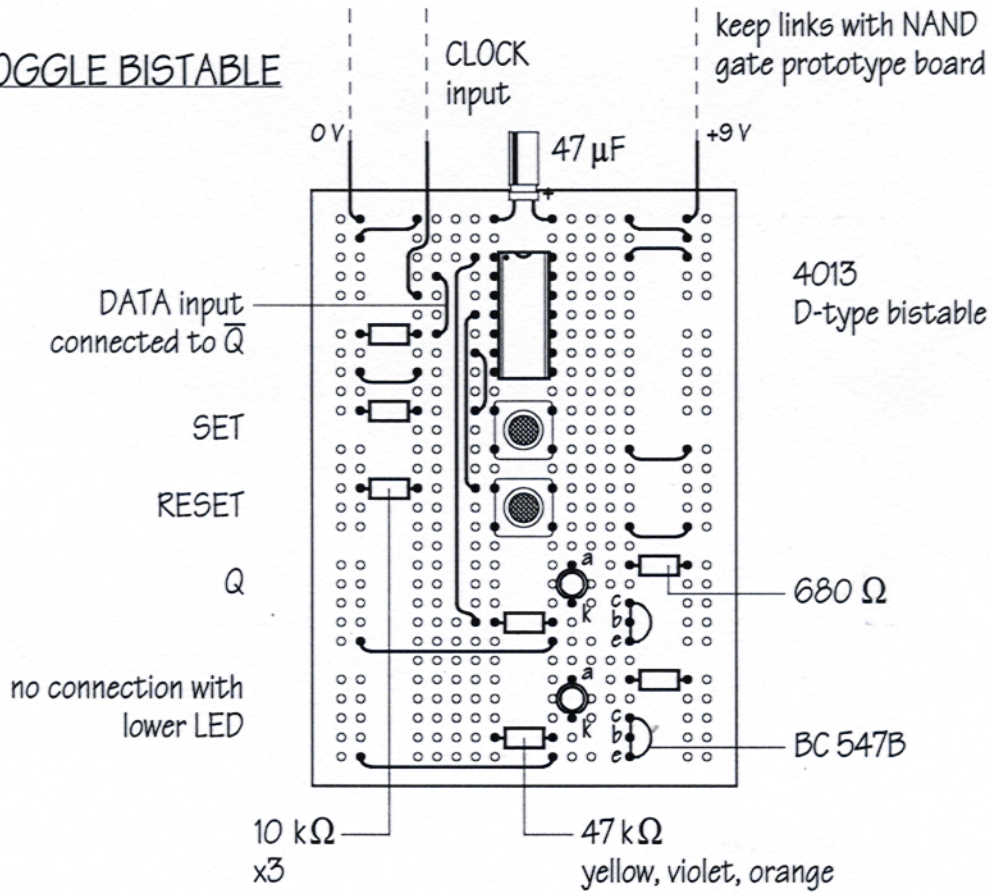 OGGLE BISTABLE
CLOCK
input
keep links with NAND
gate prototype board
0 V
47 µF
+9 V
+
4013
D-type bistable
DATA input
connected to Q̅
SET
RESET
Q
a
k
c
b
e
680 Ω
no connection with
lower LED
a
k
c
b
e
BC 547B
10 kΩ
x3
47 kΩ
yellow, violet, orange